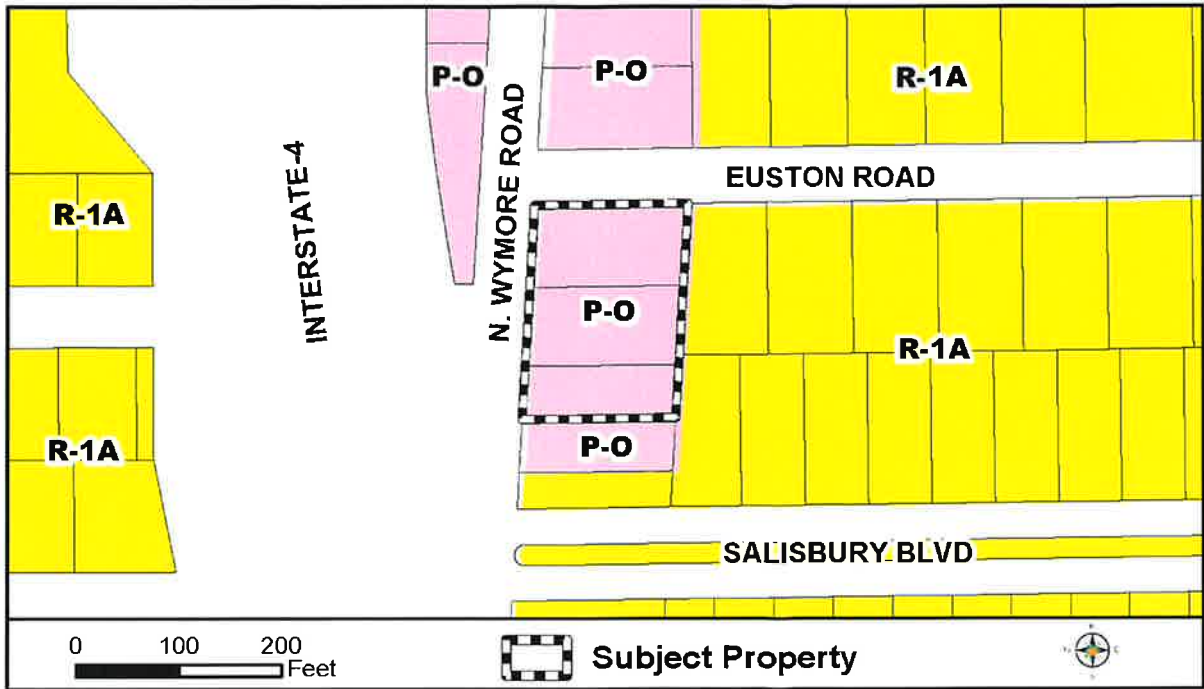 P-O
P-O
R-1A
N. WYMORE ROAD
EUSTON ROAD
R-1A
INTERSTATE-4
P-O
R-1A
R-1A
P-O
SALISBURY BLVD
0 100 200
Feet
Subject Property